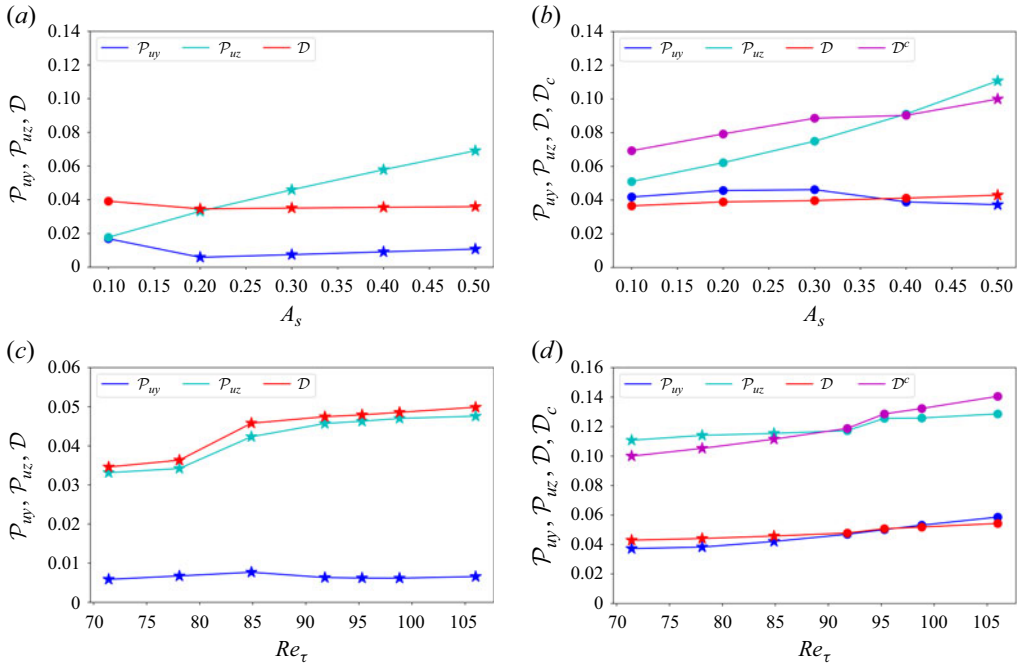 (a)
𝒫uy 𝒫uz 𝒟
𝒫uy, 𝒫uz, 𝒟
0.14
0.12
0.10
0.08
0.06
0.04
0.02
0
0.10 0.15 0.20 0.25 0.30 0.35 0.40 0.45 0.50
As
(b)
𝒫uy 𝒫uz 𝒟 𝒟c
𝒫uy, 𝒫uz, 𝒟, 𝒟c
0.14
0.12
0.10
0.08
0.06
0.04
0.02
0
0.10 0.15 0.20 0.25 0.30 0.35 0.40 0.45 0.50
As
(c)
𝒫uy 𝒫uz 𝒟
𝒫uy, 𝒫uz, 𝒟
0.06
0.05
0.04
0.03
0.02
0.01
0
70 75 80 85 90 95 100 105
Reτ
(d)
𝒫uy 𝒫uz 𝒟 𝒟c
𝒫uy, 𝒫uz, 𝒟, 𝒟c
0.16
0.14
0.12
0.10
0.08
0.06
0.04
0.02
0
70 75 80 85 90 95 100 105
Reτ